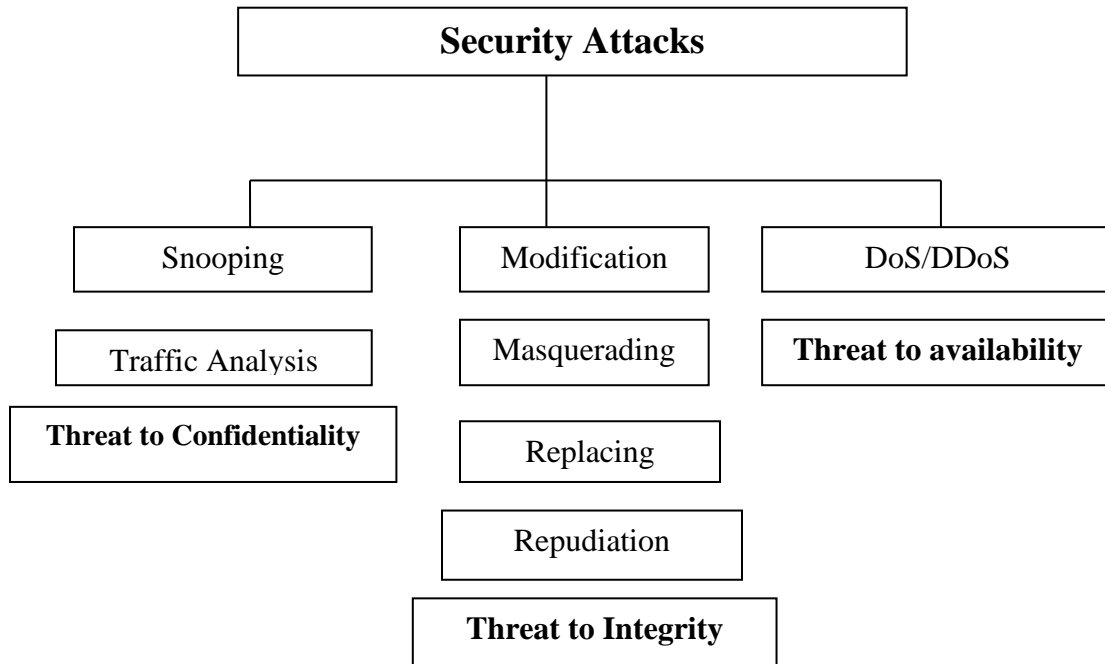 Security Attacks
Snooping
Modification
DoS/DDoS
Traffic Analysis
Masquerading
Threat to availability
Threat to Confidentiality
Replacing
Repudiation
Threat to Integrity